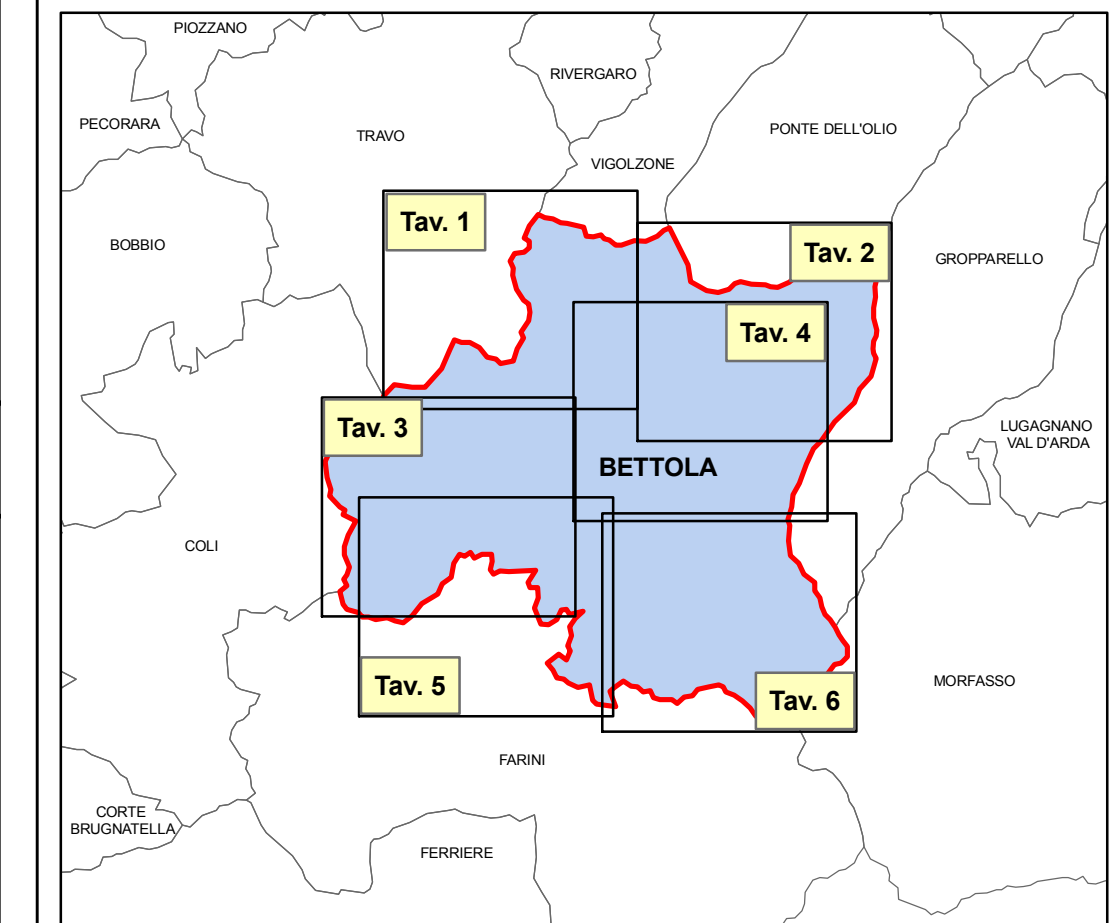 PIOZZANO
RIVERGARO
PECORARA
TRAVO
PONTE DELL'OLIO
VIGOLZONE
Tav. 1
BOBBIO
Tav. 2
GROPPARELLO
Tav. 4
Tav. 3
LUGAGNANO
VAL D'ARDA
BETTOLA
COLI
Tav. 5
MORFASSO
Tav. 6
FARINI
CORTE
BRUGNATELLA
FERRIERE